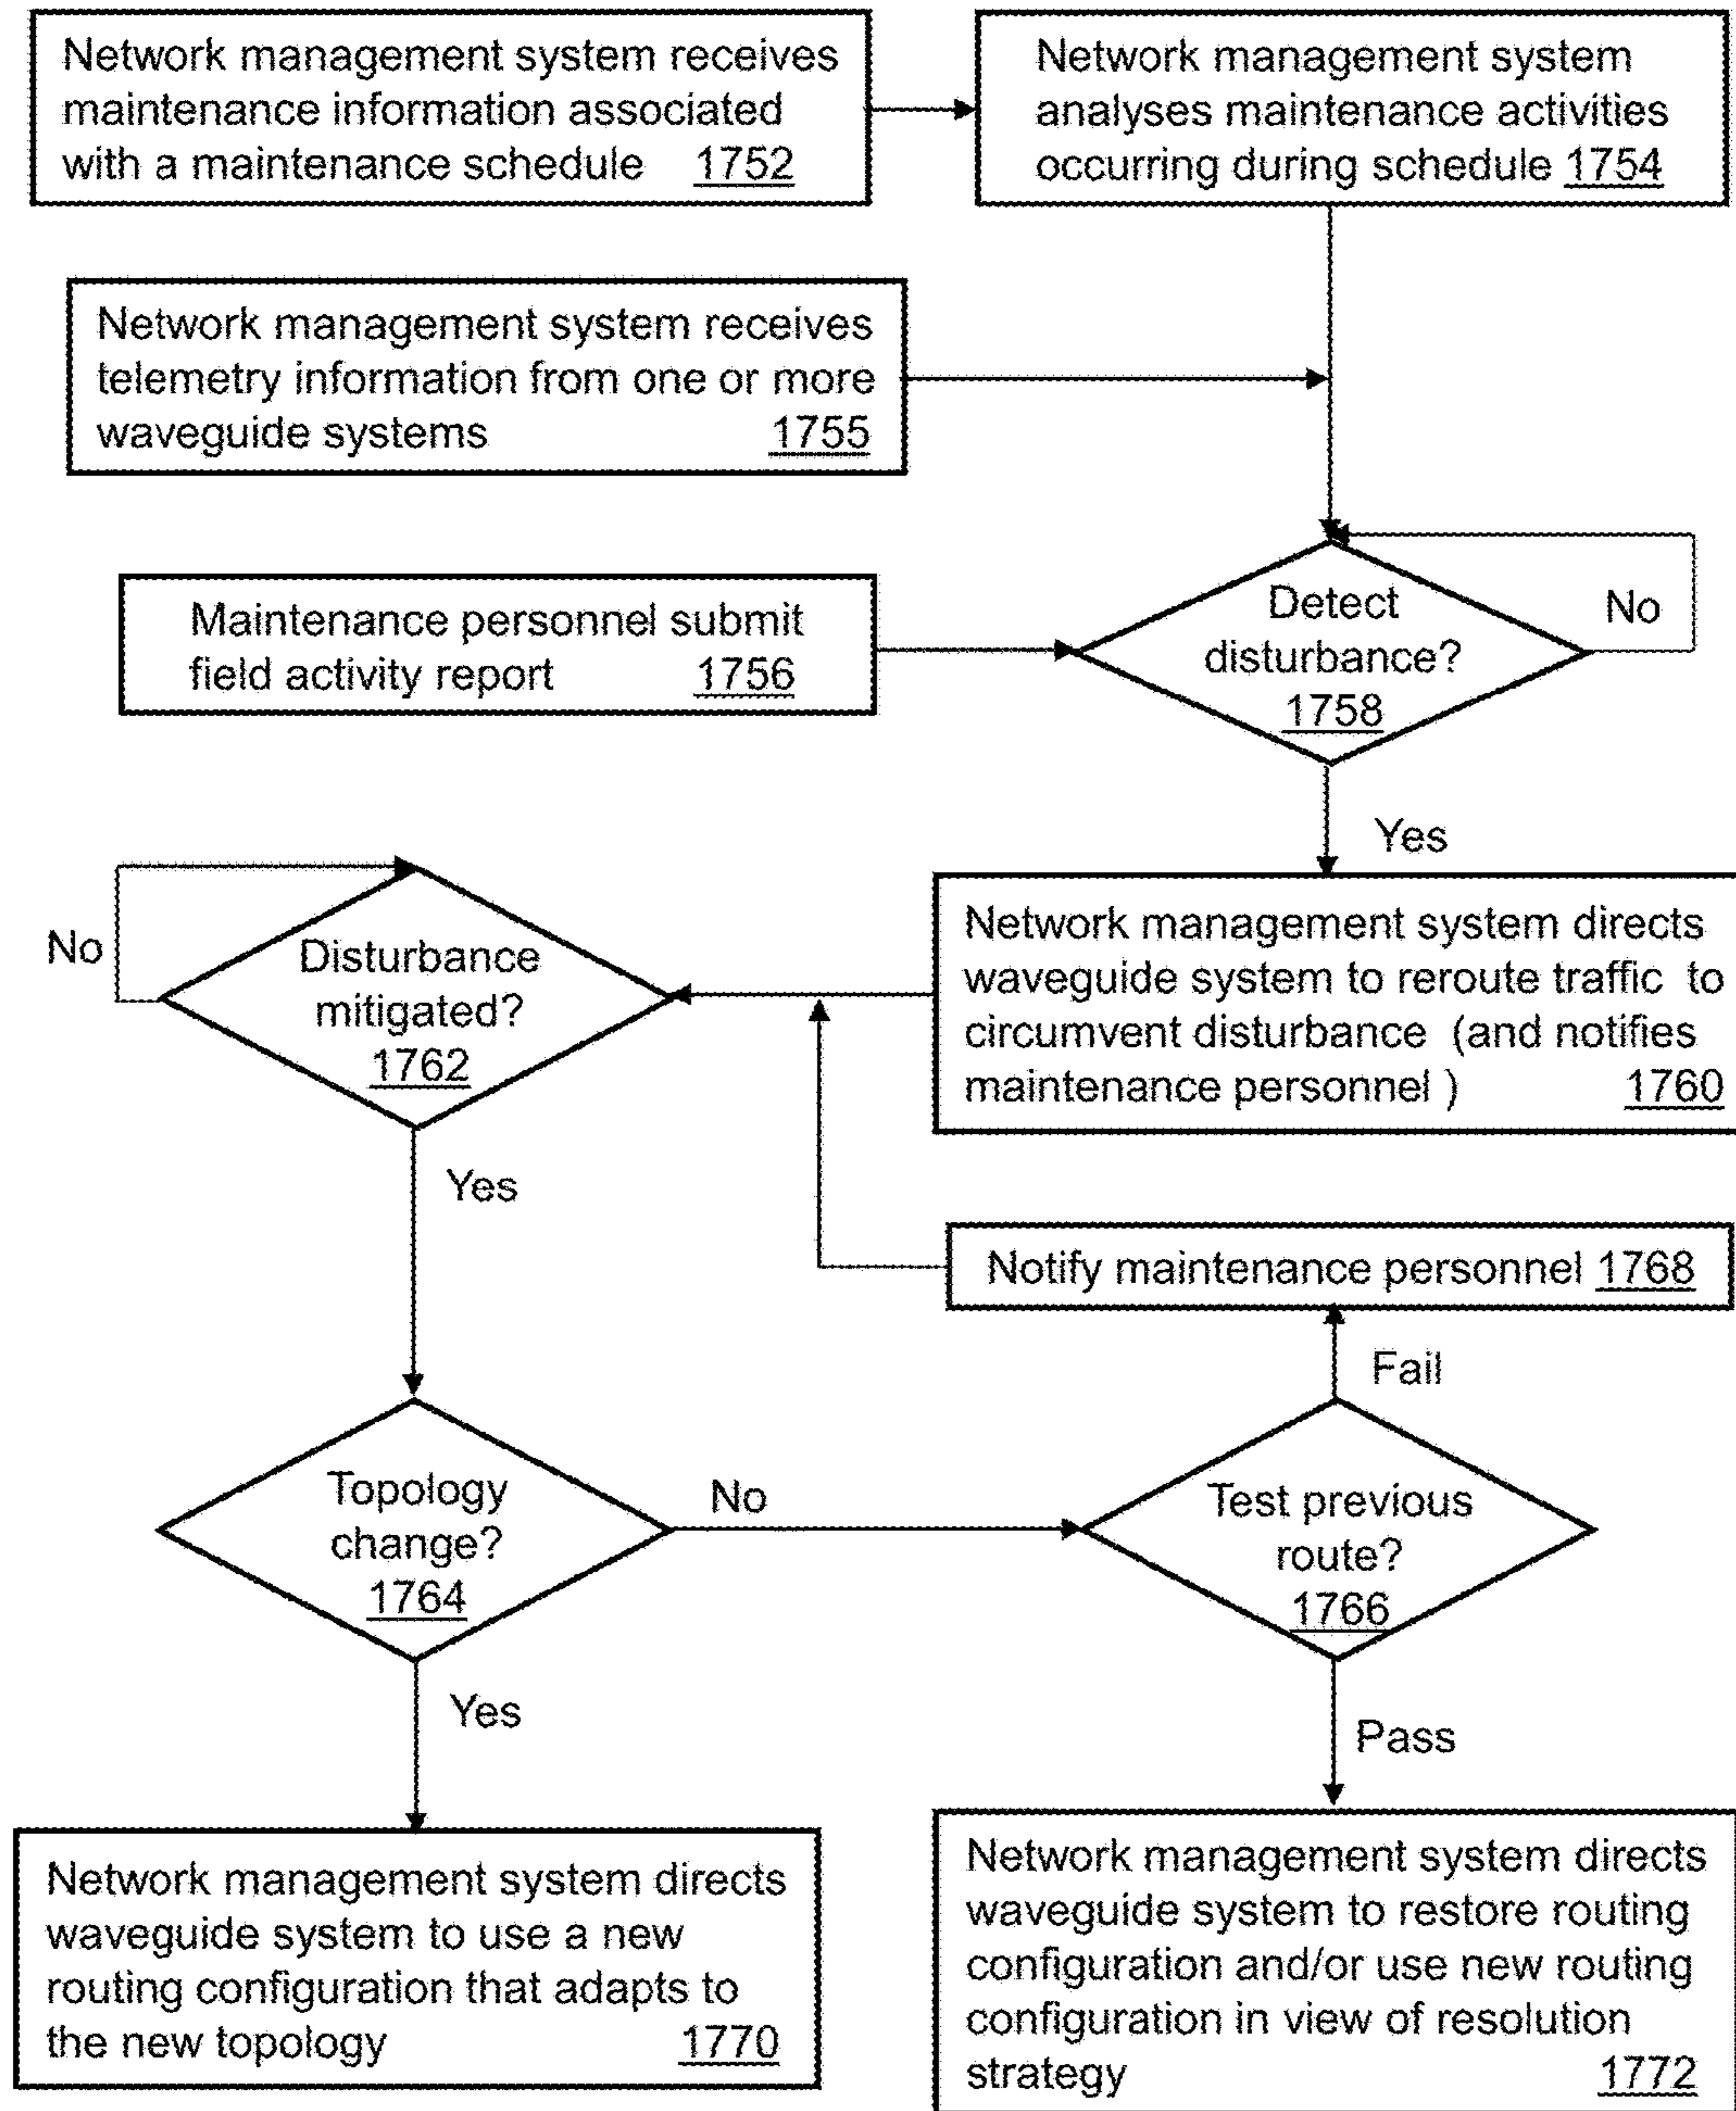 Network management system receives
maintenance information associated
with a maintenance schedule 1752
Network management system
analyses maintenance activities
occurring during schedule 1754
Network management system receives
telemetry information from one or more
waveguide systems 1755
Maintenance personnel submit
field activity report 1756
Detect
disturbance?
1758
No
Yes
Network management system directs
waveguide system to reroute traffic to
circumvent disturbance (and notifies
maintenance personnel ) 1760
Disturbance
mitigated?
1762
No
Yes
Notify maintenance personnel 1768
Fail
Topology
change?
1764
No
Test previous
route?
1766
Yes
Pass
Network management system directs
waveguide system to use a new
routing configuration that adapts to
the new topology 1770
Network management system directs
waveguide system to restore routing
configuration and/or use new routing
configuration in view of resolution
strategy 1772